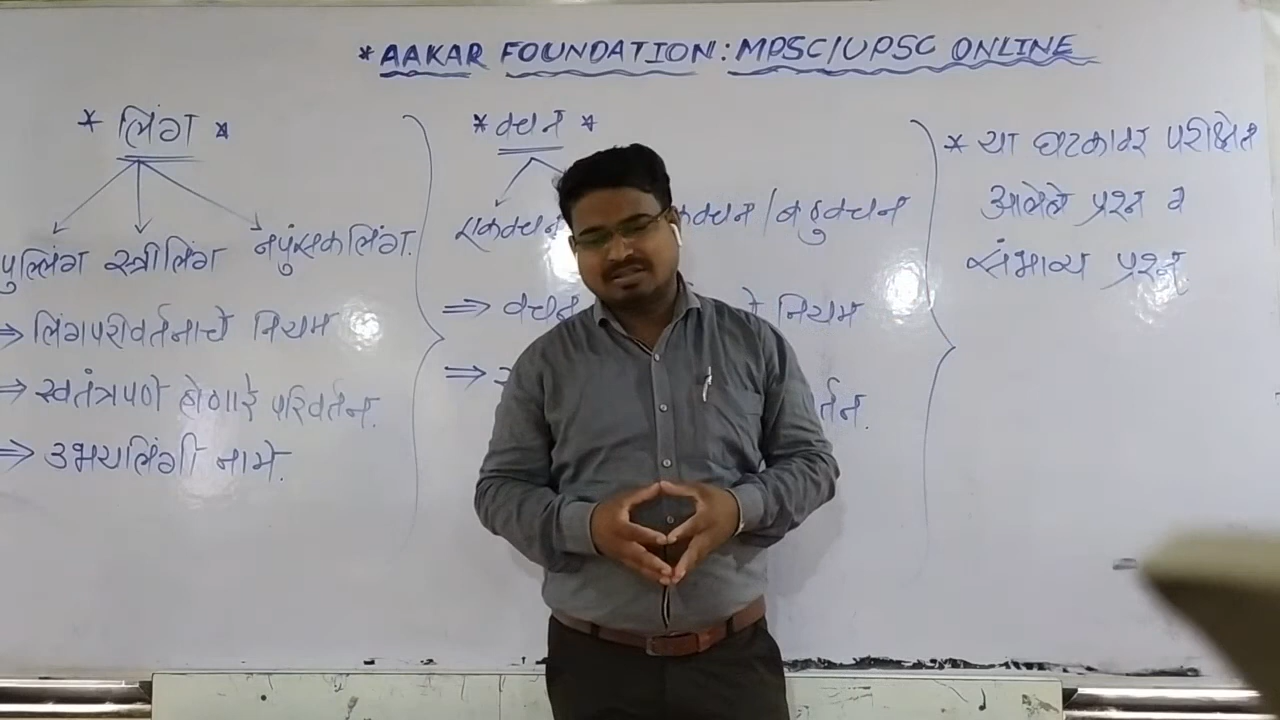 * AAKAR FOUNDATION: MPSC/UPSC ONLINE
* लिंग *
पुल्लिंग स्त्रीलिंग नपुंसकलिंग.
⇒ लिंगपरिवर्तनाचे नियम
⇒ स्वतंत्रपणे होणारे परिवर्तन.
⇒ उभयलिंगी नामे.
* वचन *
एकवचन / बहुवचन
⇒ वचन नियम
⇒
* या घटकावर परीक्षेत
आलेले प्रश्न व
संभाव्य प्रश्न